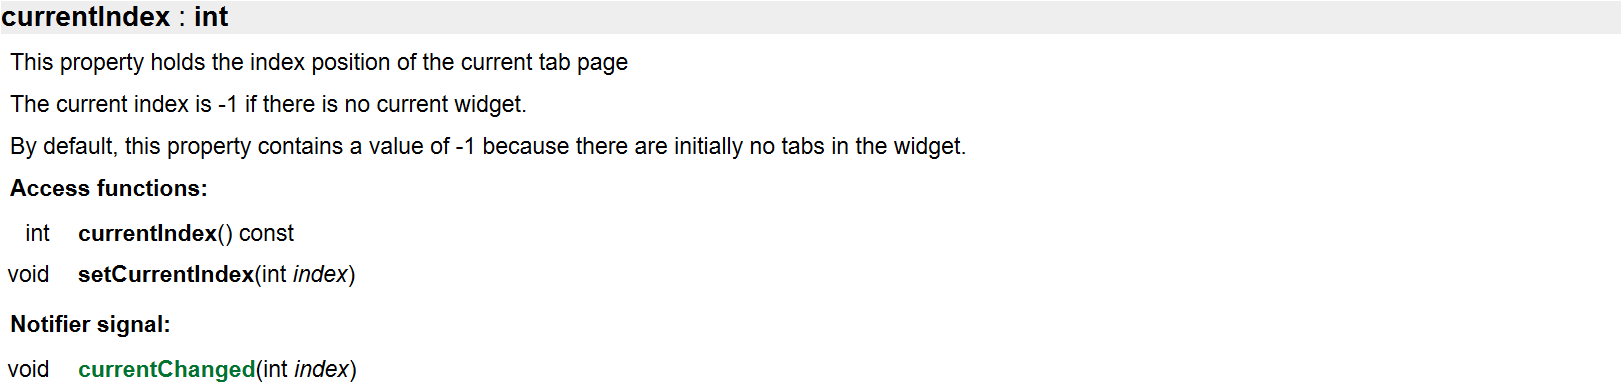 currentIndex : int
This property holds the index position of the current tab page
The current index is -1 if there is no current widget.
By default, this property contains a value of -1 because there are initially no tabs in the widget.
Access functions:
int currentIndex() const
void setCurrentIndex(int index)
Notifier signal:
void currentChanged(int index)